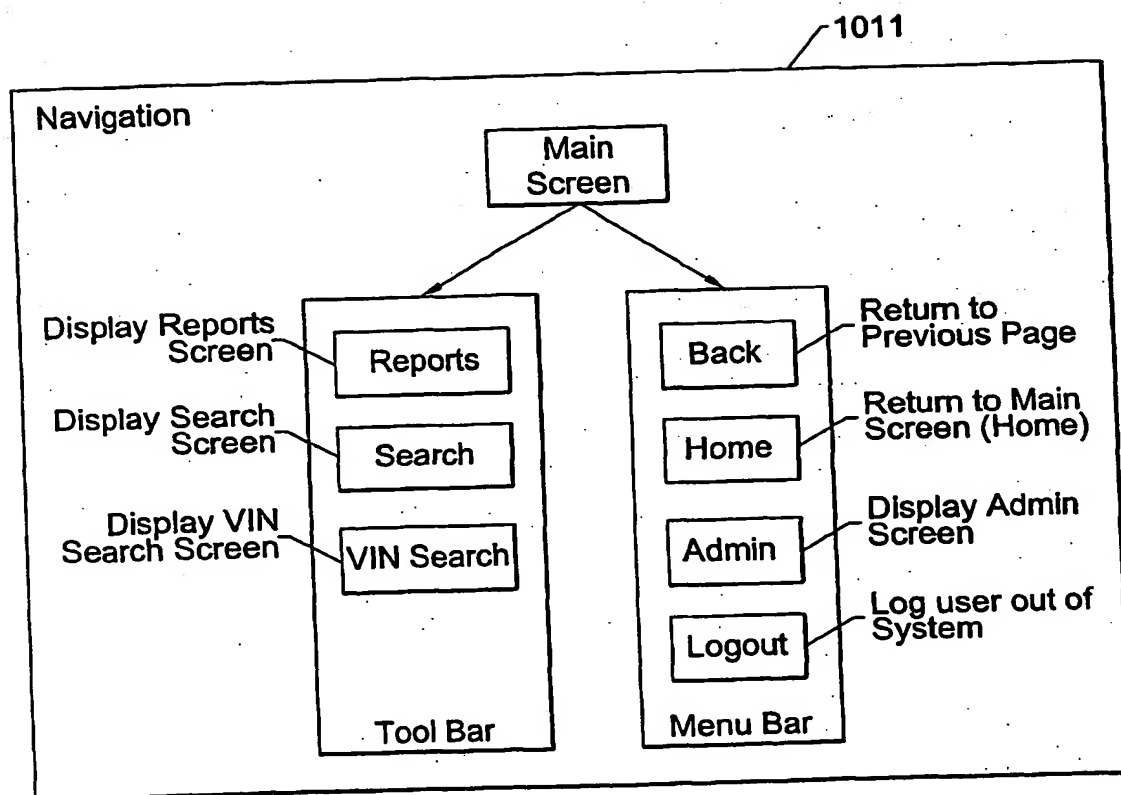 1011
Navigation
Main
Screen
Display Reports
Screen
Reports
Display Search
Screen
Search
Display VIN
Search Screen
VIN Search
Tool Bar
Back
Return to
Previous Page
Home
Return to Main
Screen (Home)
Admin
Display Admin
Screen
Logout
Log user out of
System
Menu Bar